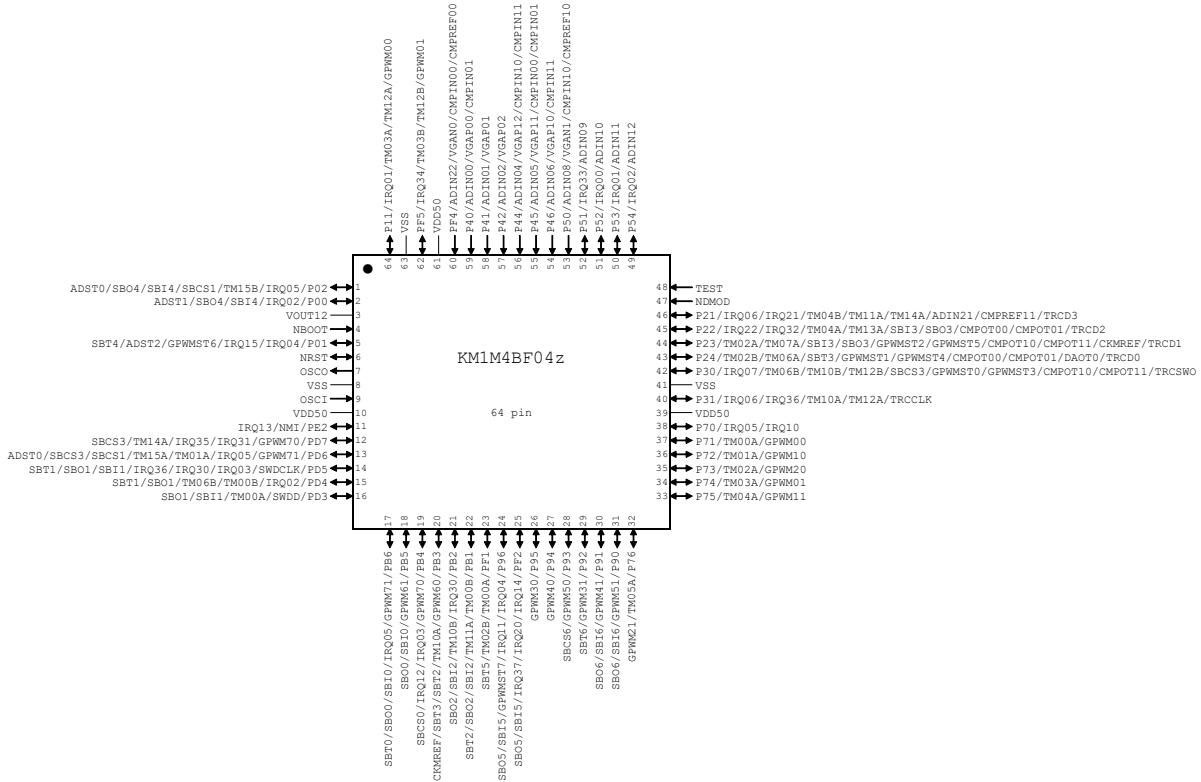 P11/IRQ01/TM03A/TM12A/GPWM00
VSS
PF5/IRQ34/TM03B/TM12B/GPWM01
VDD50
PF4/ADIN22/VGAN0/CMPIN00/CMPREF00
P40/ADIN00/VGAP00/CMPIN01
P41/ADIN01/VGAP01
P42/ADIN02/VGAP02
P44/ADIN04/VGAP12/CMPIN10/CMPIN11
P45/ADIN05/VGAP11/CMPIN00/CMPIN01
P46/ADIN06/VGAP10/CMPIN11
P50/ADIN08/VGAN1/CMPIN10/CMPREF10
P51/IRQ33/ADIN09
P52/IRQ00/ADIN10
P53/IRQ01/ADIN11
P54/IRQ02/ADIN12
64 63 62 61 60 59 58 57 56 55 54 53 52 51 50 49
ADST0/SBO4/SBI4/SBCS1/TM15B/IRQ05/P02 1
ADST1/SBO4/SBI4/IRQ02/P00 2
VOUT12 3
NBOOT 4
SBT4/ADST2/GPWMST6/IRQ15/IRQ04/P01 5
NRST 6
OSCO 7
VSS 8
OSCI 9
VDD50 10
IRQ13/NMI/PE2 11
SBCS3/TM14A/IRQ35/IRQ31/GPWM70/PD7 12
ADST0/SBCS3/SBCS1/TM15A/TM01A/IRQ05/GPWM71/PD6 13
SBT1/SBO1/SBI1/IRQ36/IRQ30/IRQ03/SWDCLK/PD5 14
SBT1/SBO1/TM06B/TM00B/IRQ02/PD4 15
SBO1/SBI1/TM00A/SWDD/PD3 16
KM1M4BF04z
64 pin
48 TEST
47 NDMOD
46 P21/IRQ06/IRQ21/TM04B/TM11A/TM14A/ADIN21/CMPREF11/TRCD3
45 P22/IRQ22/IRQ32/TM04A/TM13A/SBI3/SBO3/CMPOT00/CMPOT01/TRCD2
44 P23/TM02A/TM07A/SBI3/SBO3/GPWMST2/GPWMST5/CMPOT10/CMPOT11/CKMREF/TRCD1
43 P24/TM02B/TM06A/SBT3/GPWMST1/GPWMST4/CMPOT00/CMPOT01/DAOT0/TRCD0
42 P30/IRQ07/TM06B/TM10B/TM12B/SBCS3/GPWMST0/GPWMST3/CMPOT10/CMPOT11/TRCSWO
41 VSS
40 P31/IRQ06/IRQ36/TM10A/TM12A/TRCCLK
39 VDD50
38 P70/IRQ05/IRQ10
37 P71/TM00A/GPWM00
36 P72/TM01A/GPWM10
35 P73/TM02A/GPWM20
34 P74/TM03A/GPWM01
33 P75/TM04A/GPWM11
17 18 19 20 21 22 23 24 25 26 27 28 29 30 31 32
SBT0/SBO0/SBI0/IRQ05/GPWM71/PB6
SBO0/SBI0/GPWM61/PB5
SBCS0/IRQ12/IRQ03/GPWM70/PB4
CKMREF/SBT3/SBT2/TM10A/GPWM60/PB3
SBO2/SBI2/TM10B/IRQ30/PB2
SBT2/SBO2/SBI2/TM11A/TM00B/PB1
SBT5/TM02B/TM00A/PF1
SBO5/SBI5/GPWMST7/IRQ11/IRQ04/P96
SBO5/SBI5/IRQ37/IRQ20/IRQ14/PF2
GPWM30/P95
GPWM40/P94
SBCS6/GPWM50/P93
SBT6/GPWM31/P92
SBO6/SBI6/GPWM41/P91
SBO6/SBI6/GPWM51/P90
GPWM21/TM05A/P76